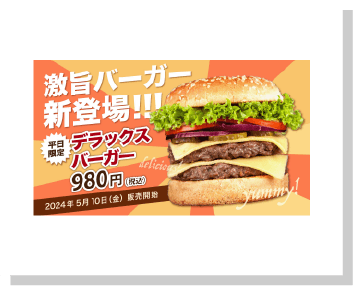 激旨バーガー
新登場!!!
平日
限定
デラックス
バーガー
980円(税込)
2024年5月10日(金) 販売開始
delicio
yummy!